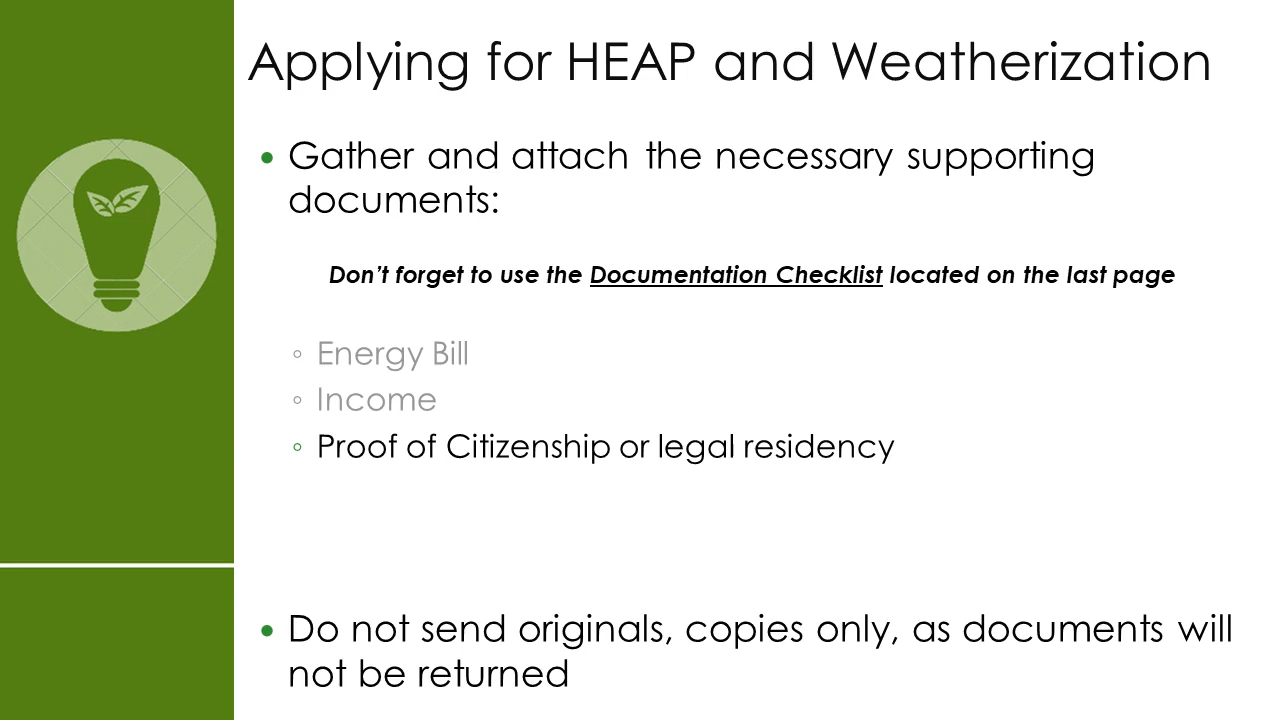 Applying for HEAP and Weatherization
• Gather and attach the necessary supporting
documents:
Don’t forget to use the Documentation Checklist located on the last page
◦ Energy Bill
◦ Income
◦ Proof of Citizenship or legal residency
• Do not send originals, copies only, as documents will
not be returned